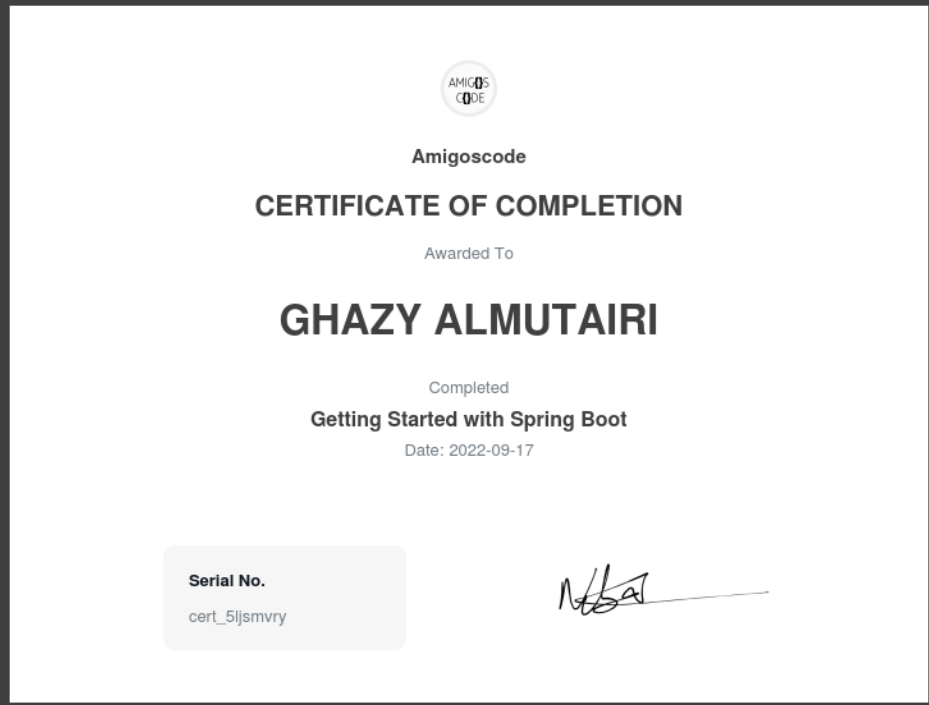 AMIGOS
CODE
Amigoscode
CERTIFICATE OF COMPLETION
Awarded To
GHAZY ALMUTAIRI
Completed
Getting Started with Spring Boot
Date: 2022-09-17
Serial No.
cert_5ljsmvry